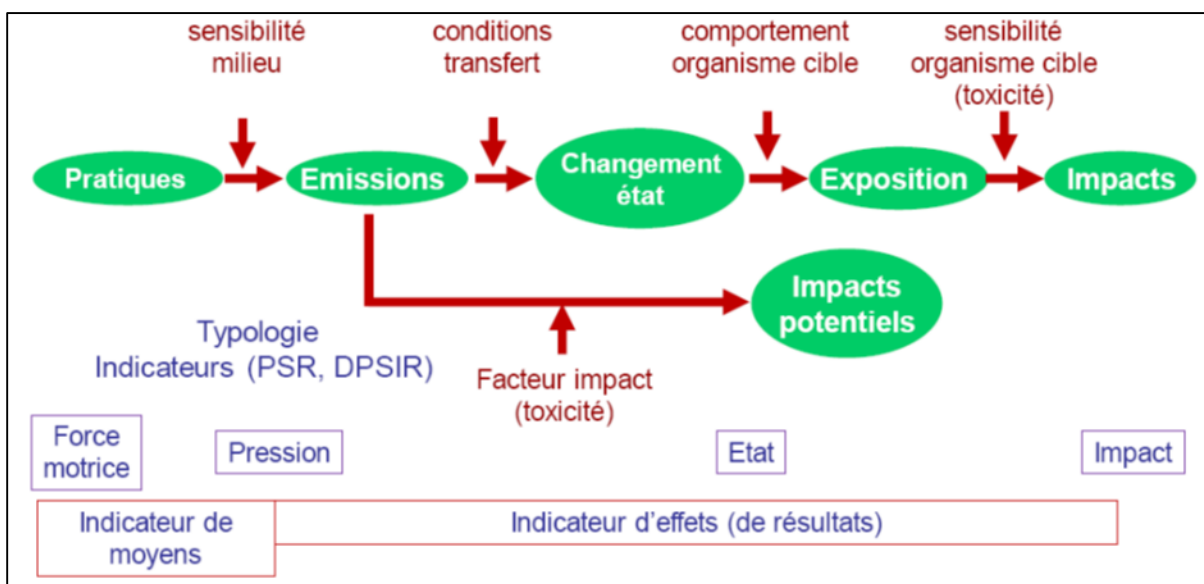 sensibilité
milieu
conditions
transfert
comportement
organisme cible
sensibilité
organisme cible
(toxicité)
Pratiques
Emissions
Changement
état
Exposition
Impacts
Impacts
potentiels
Typologie
Indicateurs (PSR, DPSIR)
Facteur impact
(toxicité)
Force
motrice
Pression
Etat
Impact
Indicateur de
moyens
Indicateur d'effets (de résultats)